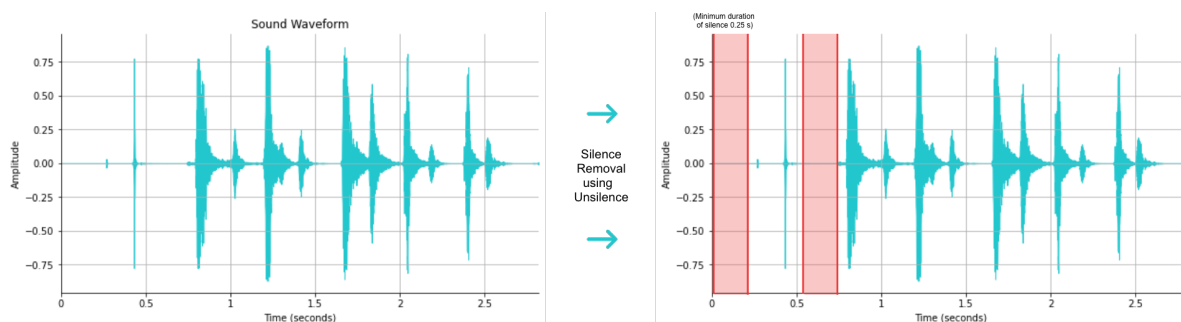 Sound Waveform
Amplitude
0.75
0.50
0.25
0.00
−0.25
−0.50
−0.75
0
0.5
1
1.5
2
2.5
Time (seconds)
Silence
Removal
using
Unsilence
(Minimum duration
of silence 0.25 s)
Amplitude
0.75
0.50
0.25
0.00
−0.25
−0.50
−0.75
0
0.5
1
1.5
2
2.5
Time (seconds)